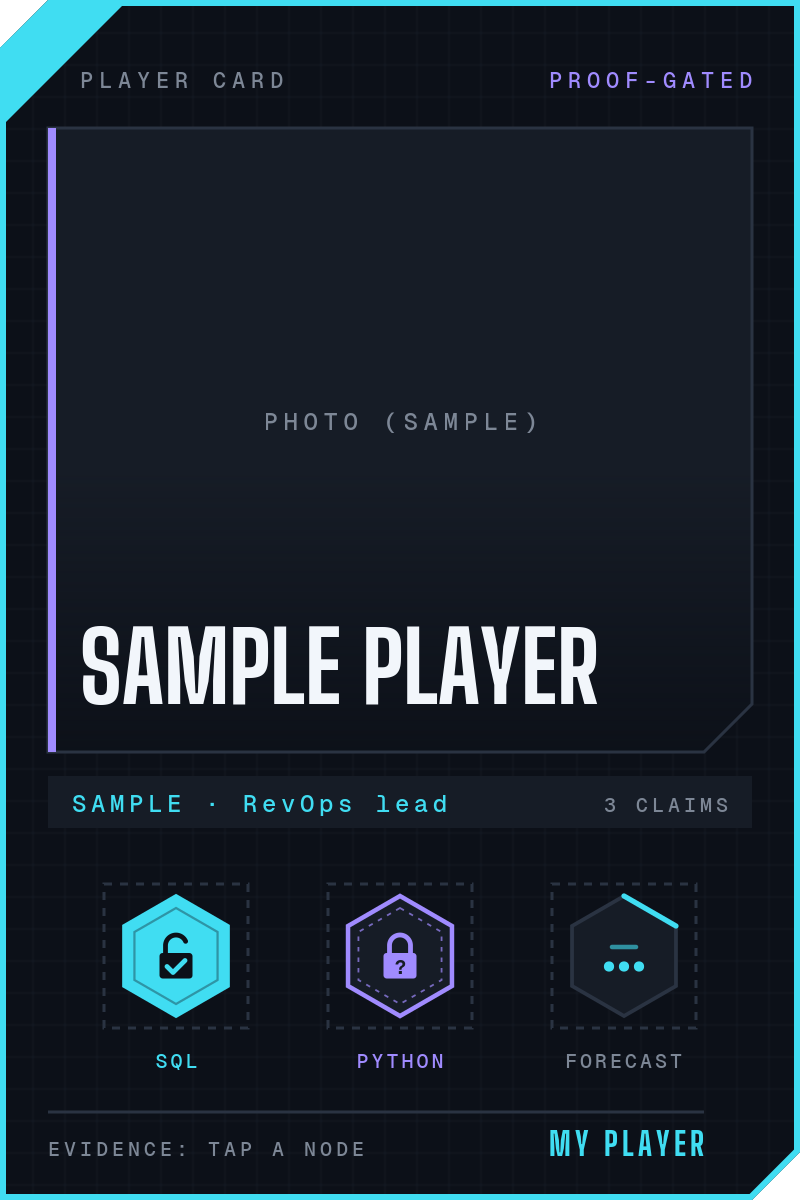 PLAYER CARD
PROOF-GATED
PHOTO (SAMPLE)
SAMPLE PLAYER
SAMPLE · RevOps lead
3 CLAIMS
?
SQL
PYTHON
FORECAST
EVIDENCE: TAP A NODE
MY PLAYER